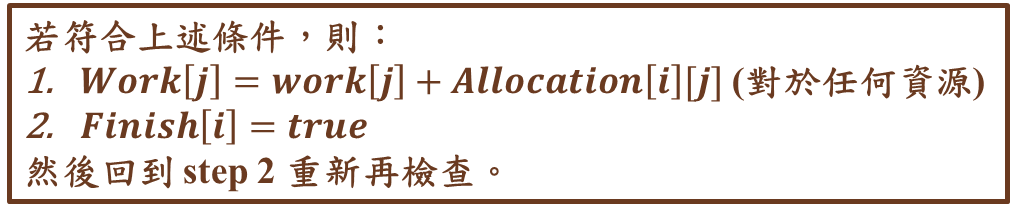 若符合上述條件，則：
1. Work[j] = work[j] + Allocation[i][j] (對於任何資源)
2. Finish[i] = true
然後回到 step 2 重新再檢查。